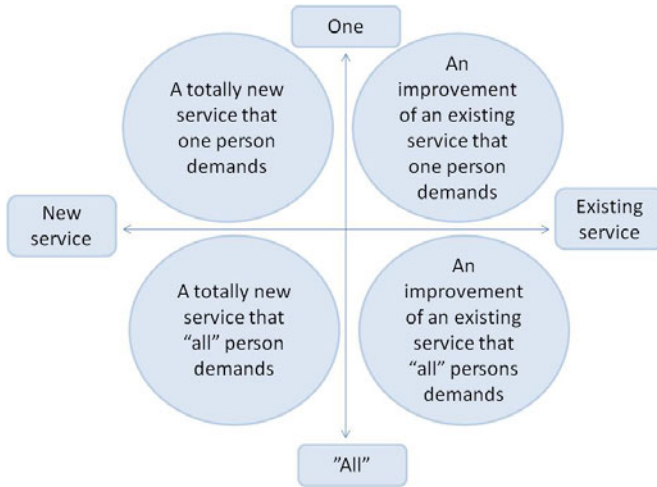 One
A totally new
service that
one person
demands
An
improvement
of an existing
service that
one person
demands
New
service
Existing
service
A totally new
service that
“all” person
demands
An
improvement
of an existing
service that
“all” persons
demands
”All”